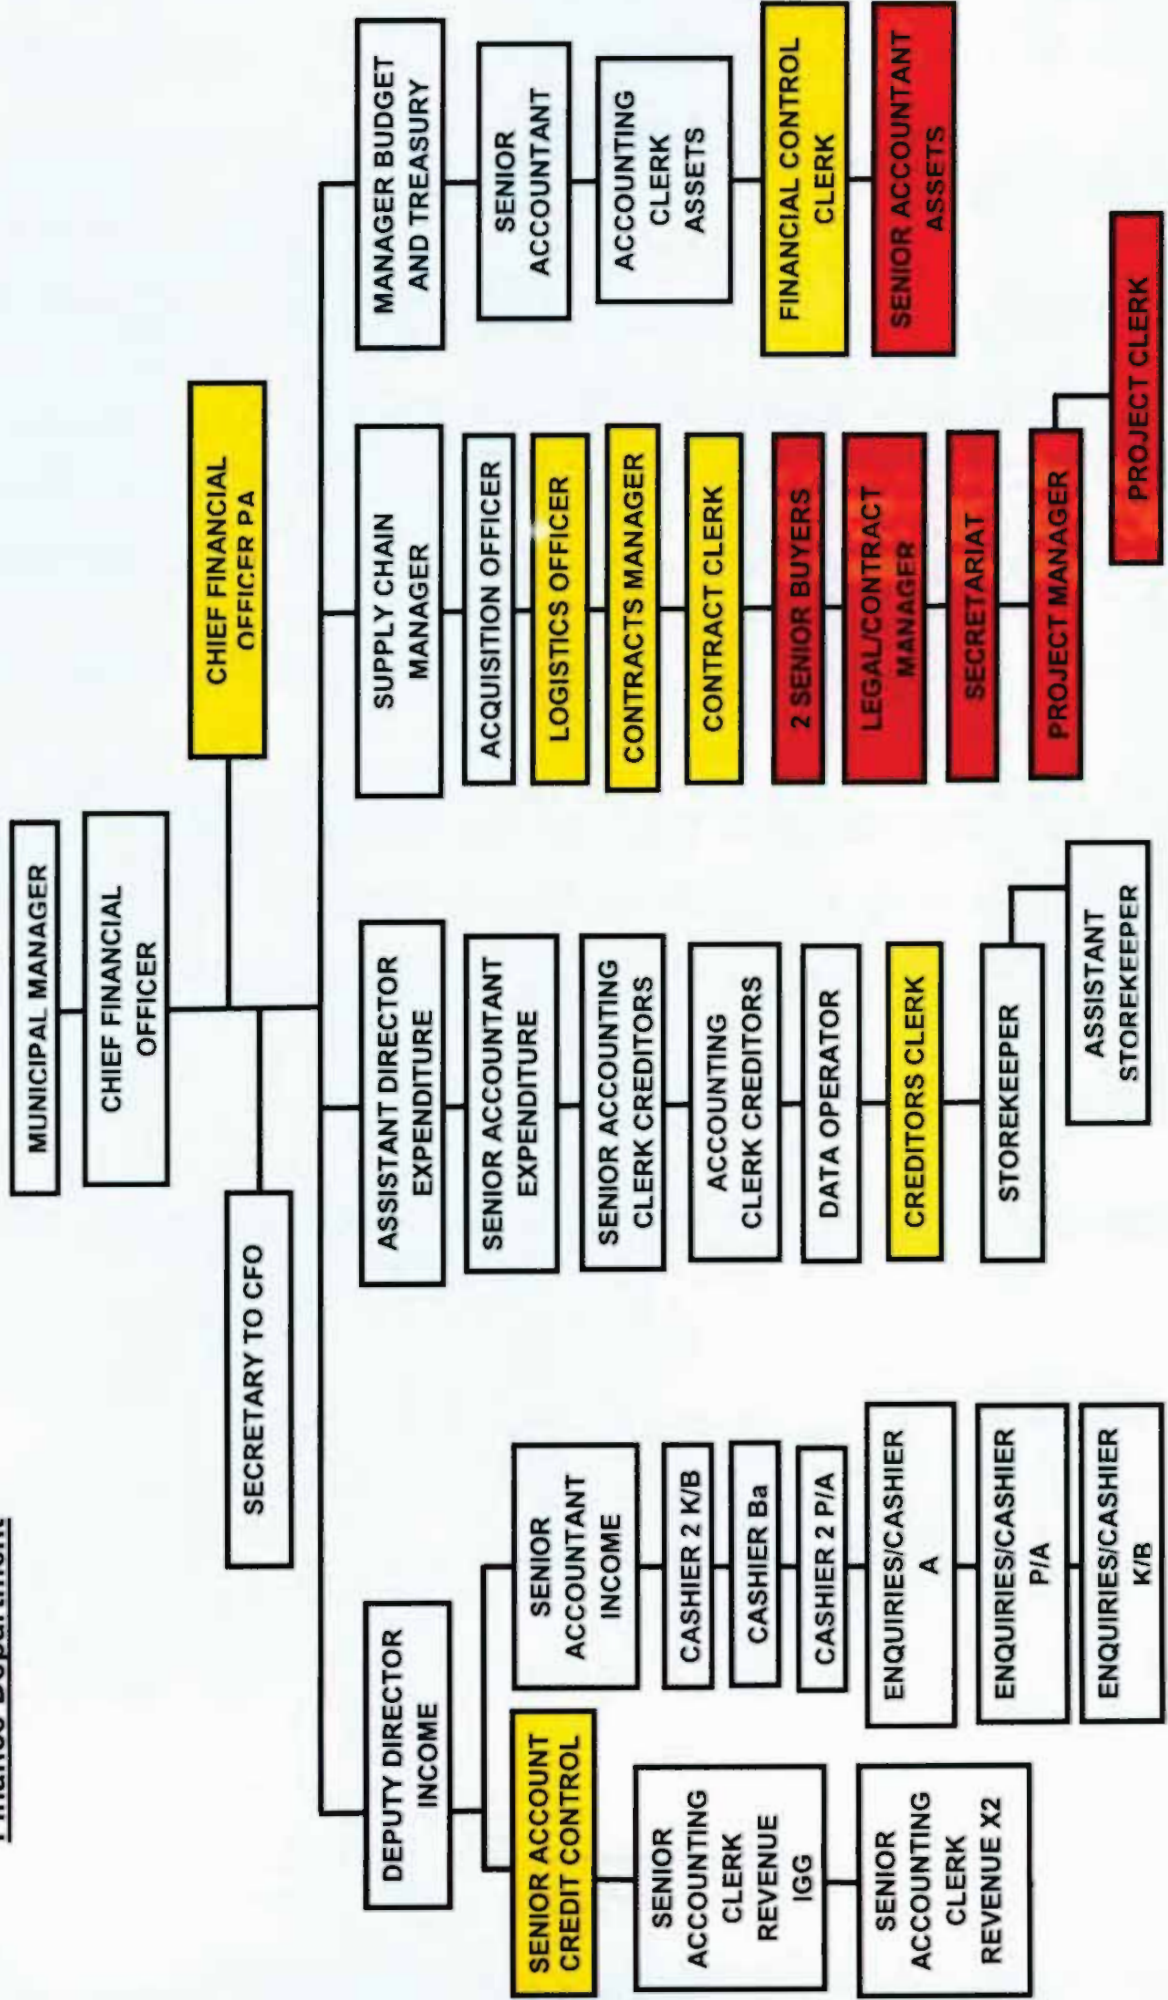 Finance Department
MUNICIPAL MANAGER
CHIEF FINANCIAL
OFFICER
CHIEF FINANCIAL
OFFICER PA
SECRETARY TO CFO
DEPUTY DIRECTOR
INCOME
SENIOR ACCOUNT
CREDIT CONTROL
SENIOR
ACCOUNTING
CLERK
REVENUE
IGG
SENIOR
ACCOUNTING
CLERK
REVENUE X2
SENIOR
ACCOUNTANT
INCOME
CASHIER 2 K/B
CASHIER Ba
CASHIER 2 P/A
ENQUIRIES/CASHIER
A
ENQUIRIES/CASHIER
P/A
ENQUIRIES/CASHIER
K/B
ASSISTANT DIRECTOR
EXPENDITURE
SENIOR ACCOUNTANT
EXPENDITURE
SENIOR ACCOUNTING
CLERK CREDITORS
ACCOUNTING
CLERK CREDITORS
DATA OPERATOR
CREDITORS CLERK
STOREKEEPER
ASSISTANT
STOREKEEPER
SUPPLY CHAIN
MANAGER
ACQUISITION OFFICER
LOGISTICS OFFICER
CONTRACTS MANAGER
CONTRACT CLERK
2 SENIOR BUYERS
LEGAL/CONTRACT
MANAGER
SECRETARIAT
PROJECT MANAGER
PROJECT CLERK
MANAGER BUDGET
AND TREASURY
SENIOR
ACCOUNTANT
ACCOUNTING
CLERK
ASSETS
FINANCIAL CONTROL
CLERK
SENIOR ACCOUNTANT
ASSETS